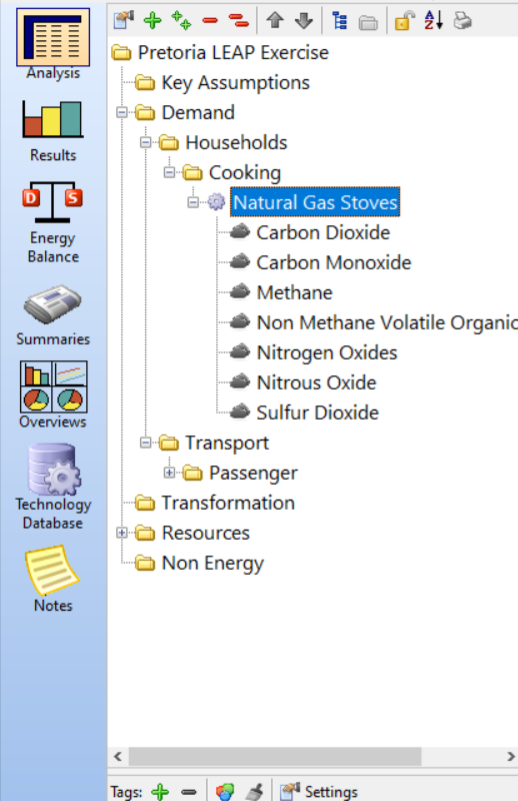 Analysis
Results
D S
Energy
Balance
Summaries
Overviews
Technology
Database
Notes
A
Z
Pretoria LEAP Exercise
Key Assumptions
Demand
Households
Cooking
Natural Gas Stoves
Carbon Dioxide
Carbon Monoxide
Methane
Non Methane Volatile Organic
Nitrogen Oxides
Nitrous Oxide
Sulfur Dioxide
Transport
Passenger
Transformation
Resources
Non Energy
Tags: Settings